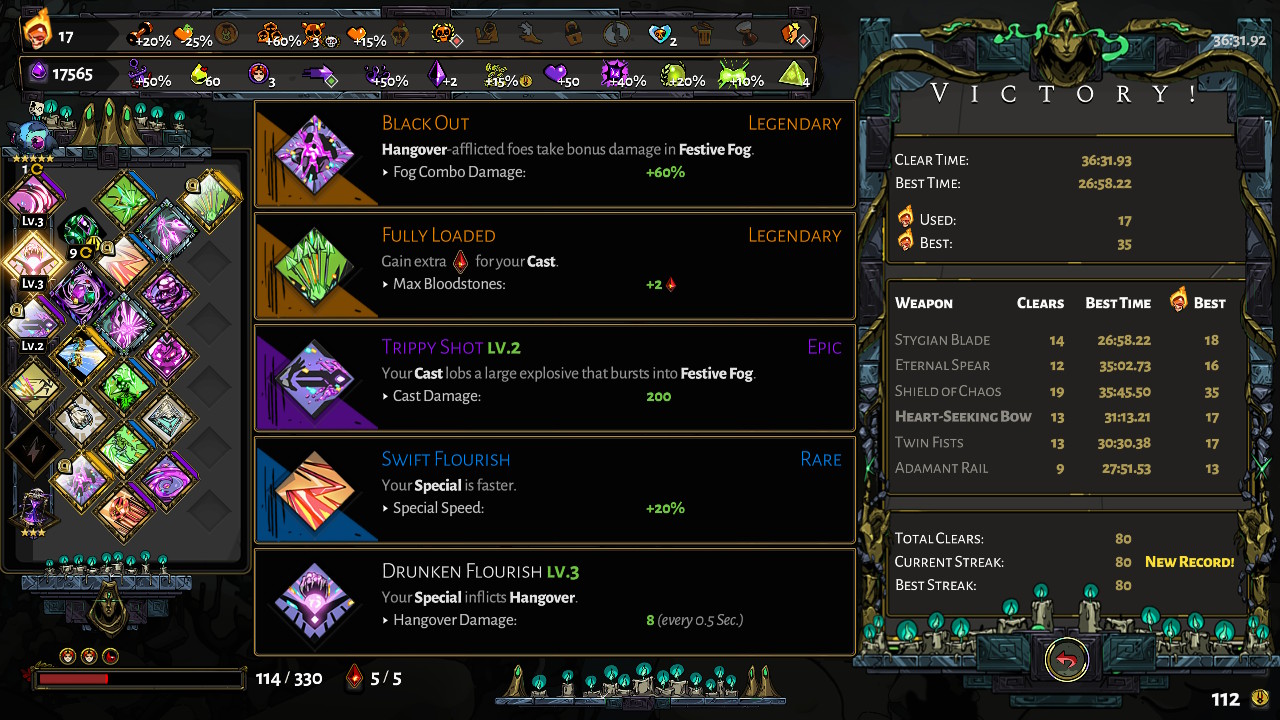 17
+20%
-25%
+60%
3
+15%
2
17565
+50%
60
3
+50%
+2
+15%
+50
+40%
+20%
+10%
4
36:31.92
VICTORY!
CLEAR TIME: 36:31.93
BEST TIME: 26:58.22
USED: 17
BEST: 35
WEAPON CLEARS BEST TIME BEST
STYGIAN BLADE 14 26:58.22 18
ETERNAL SPEAR 12 35:02.73 16
SHIELD OF CHAOS 19 35:45.50 35
HEART-SEEKING BOW 13 31:13.21 17
TWIN FISTS 13 30:30.38 17
ADAMANT RAIL 9 27:51.53 13
TOTAL CLEARS: 80
CURRENT STREAK: 80 NEW RECORD!
BEST STREAK: 80
1
Lv.3
9
Lv.3
Lv.2
BLACK OUT LEGENDARY
Hangover-afflicted foes take bonus damage in Festive Fog.
Fog Combo Damage: +60%
FULLY LOADED LEGENDARY
Gain extra for your Cast.
Max Bloodstones: +2
TRIPPY SHOT LV.2 EPIC
Your Cast lobs a large explosive that bursts into Festive Fog.
Cast Damage: 200
SWIFT FLOURISH RARE
Your Special is faster.
Special Speed: +20%
DRUNKEN FLOURISH LV.3
Your Special inflicts Hangover.
Hangover Damage: 8 (every 0.5 Sec.)
114 / 330
5 / 5
112